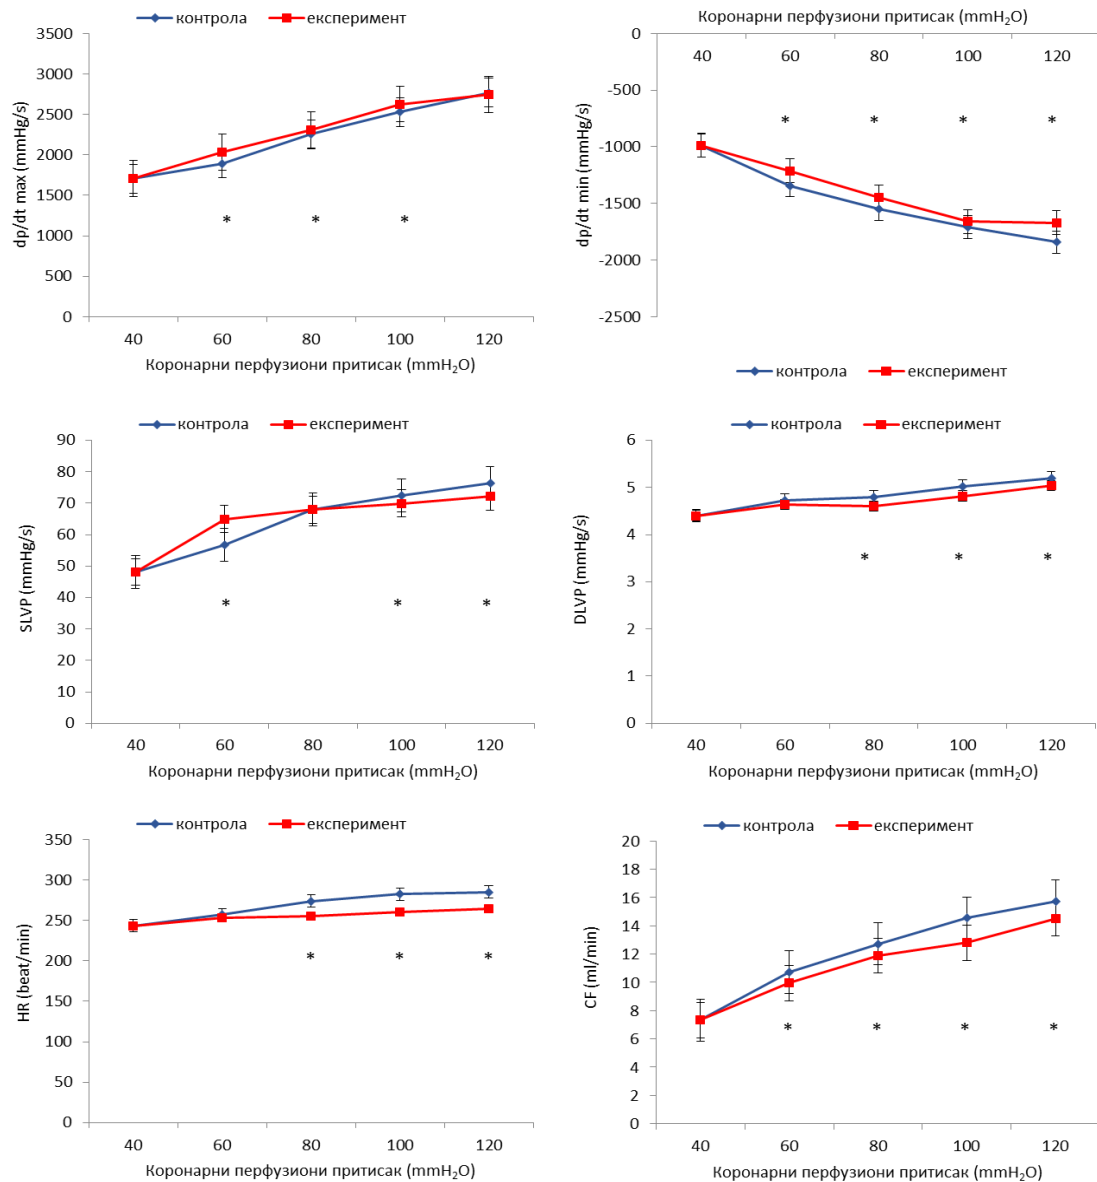 контрола експеримент
3500
3000
2500
2000
1500
1000
500
0
dp/dt max (mmHg/s)
* * *
40 60 80 100 120
Коронарни перфузиони притисак (mmH₂O)
Коронарни перфузиони притисак (mmH₂O)
0
40 60 80 100 120
-500
-1000
-1500
-2000
-2500
dp/dt min (mmHg/s)
* * * *
контрола експеримент
контрола експеримент
90
80
70
60
50
40
30
20
10
0
SLVP (mmHg/s)
* * *
40 60 80 100 120
Коронарни перфузиони притисак (mmH₂O)
контрола експеримент
6
5
4
3
2
1
0
DLVP (mmHg/s)
* * *
40 60 80 100 120
Коронарни перфузиони притисак (mmH₂O)
контрола експеримент
350
300
250
200
150
100
50
0
HR (beat/min)
* * *
40 60 80 100 120
Коронарни перфузиони притисак (mmH₂O)
контрола експеримент
20
18
16
14
12
10
8
6
4
2
0
CF (ml/min)
* * * *
40 60 80 100 120
Коронарни перфузиони притисак (mmH₂O)